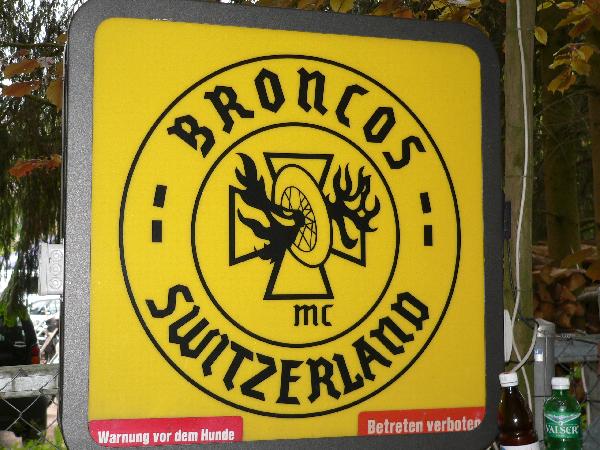 BRONCOS
MC
SWITZERLAND
Warnung vor dem Hunde
Betreten verboten
VALSER